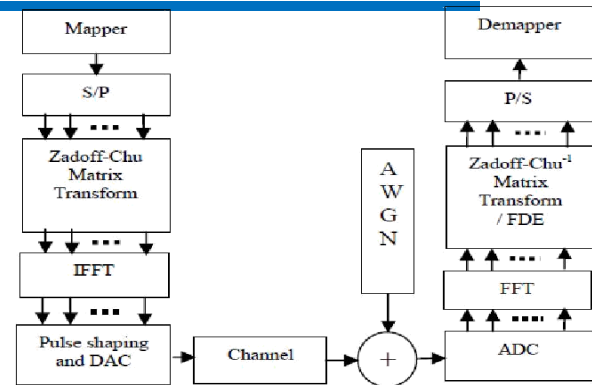 Mapper
S/P
Zadoff-Chu
Matrix
Transform
IFFT
Pulse shaping
and DAC
Channel
A
W
G
N
+
ADC
FFT
Zadoff-Chu⁻¹
Matrix
Transform
/ FDE
P/S
Demapper